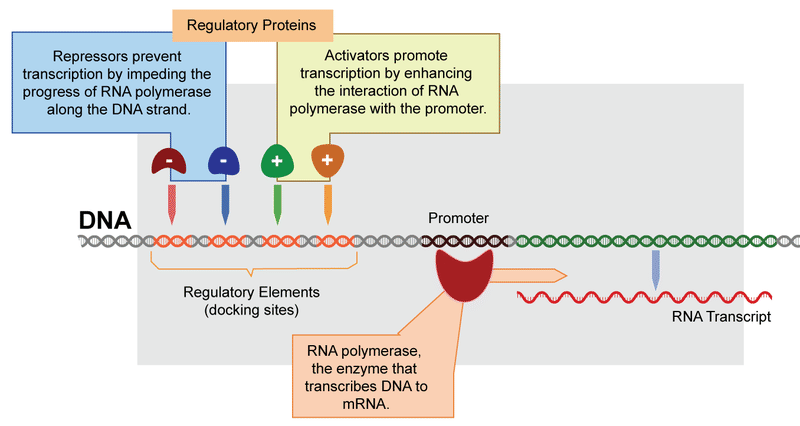 Regulatory Proteins
Repressors prevent
transcription by impeding the
progress of RNA polymerase
along the DNA strand.
Activators promote
transcription by enhancing
the interaction of RNA
polymerase with the promoter.
- - + +
DNA
Promoter
Regulatory Elements
(docking sites)
RNA Transcript
RNA polymerase,
the enzyme that
transcribes DNA to
mRNA.